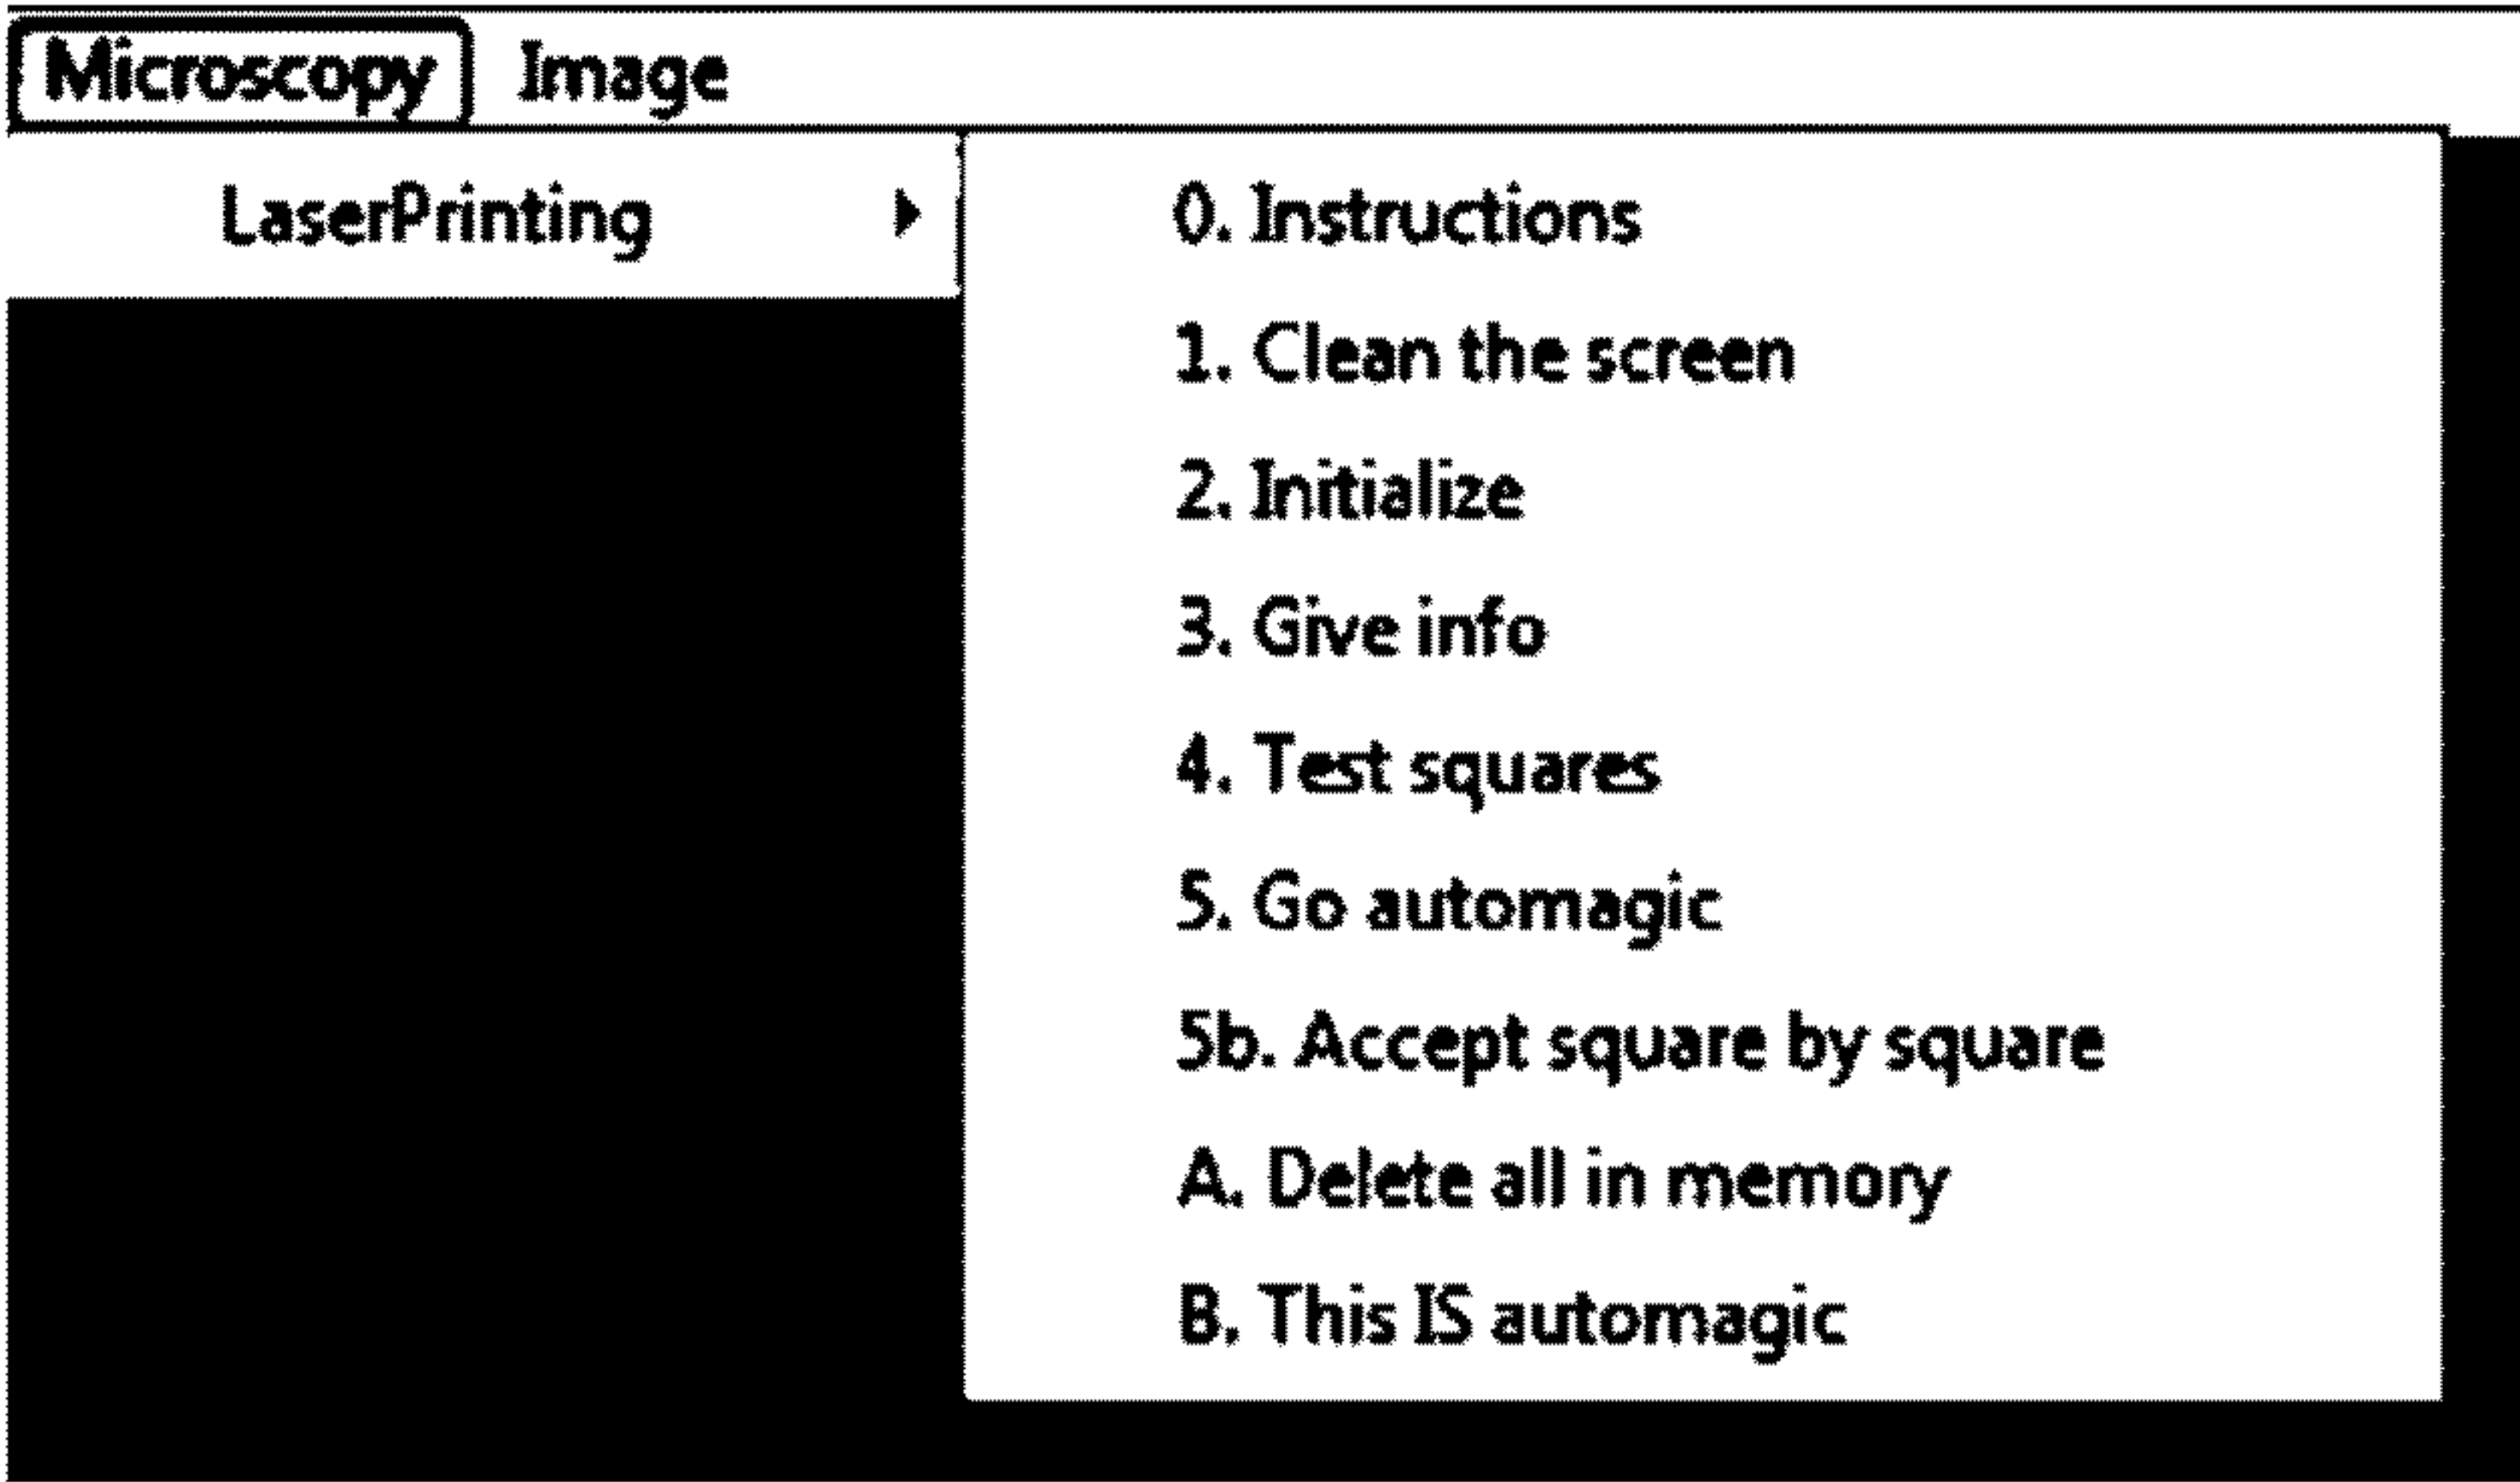 Microscopy Image
LaserPrinting
0. Instructions
1. Clean the screen
2. Initialize
3. Give info
4. Test squares
5. Go automagic
5b. Accept square by square
A. Delete all in memory
B. This IS automagic